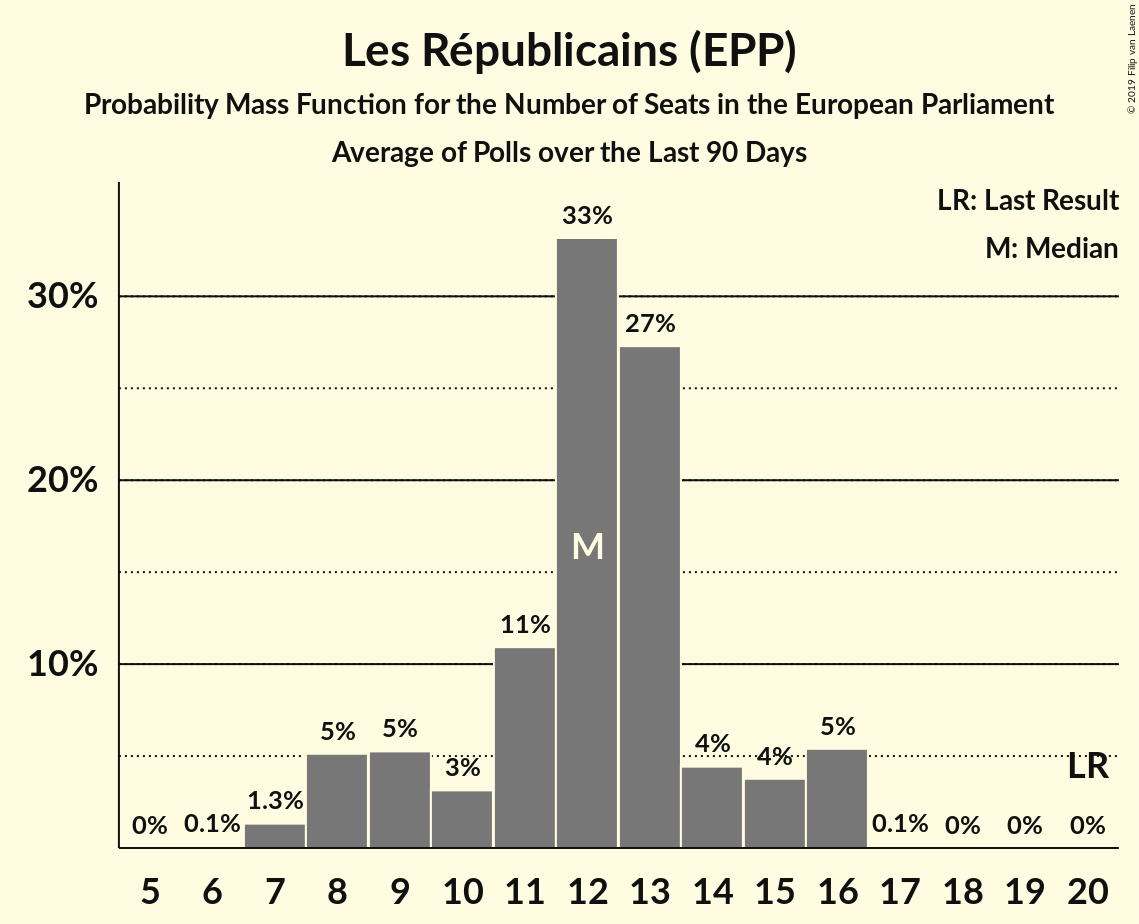 Les Républicains (EPP)
Probability Mass Function for the Number of Seats in the European Parliament
Average of Polls over the Last 90 Days
© 2019 Filip van Laenen
LR: Last Result
M: Median
30%
20%
10%
0%
0.1%
1.3%
5%
5%
3%
11%
33%
27%
4%
4%
5%
0.1%
0%
0%
0%
M
LR
5 6 7 8 9 10 11 12 13 14 15 16 17 18 19 20